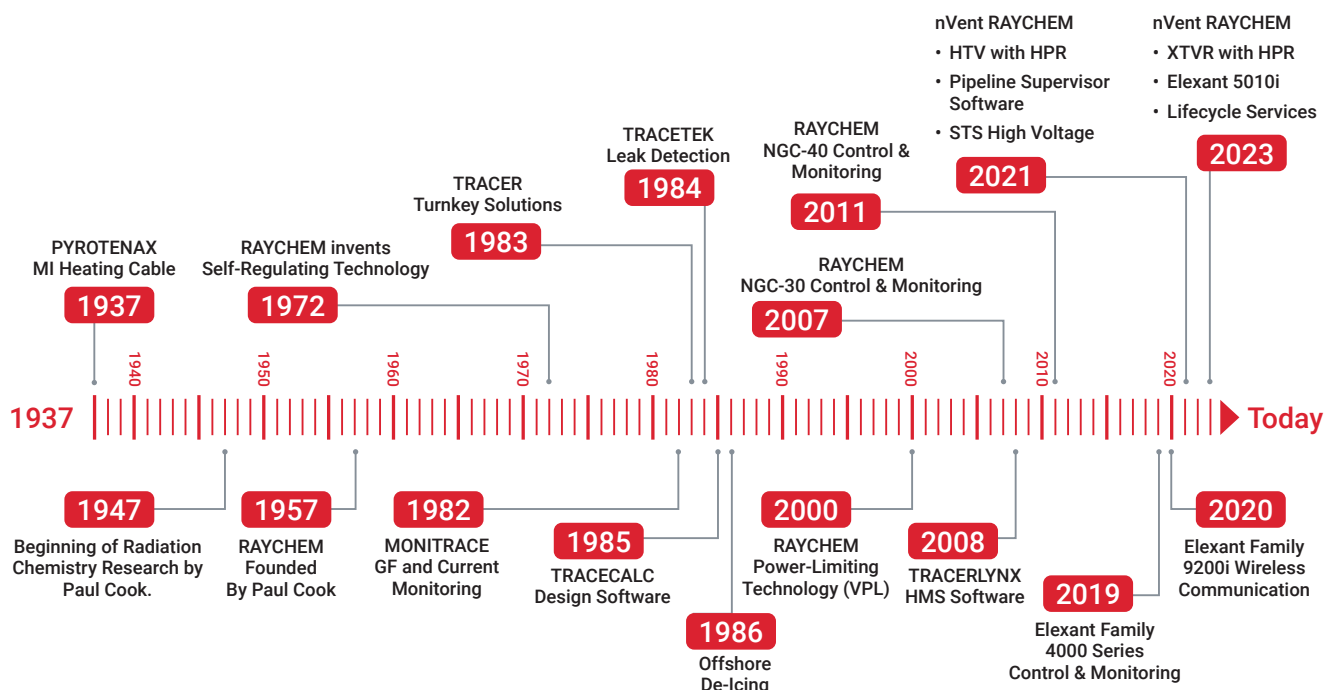 nVent RAYCHEM
• HTV with HPR
• Pipeline Supervisor
Software
• STS High Voltage
2021
nVent RAYCHEM
• XTVR with HPR
• Elexant 5010i
• Lifecycle Services
2023
TRACETEK
Leak Detection
1984
RAYCHEM
NGC-40 Control &
Monitoring
2011
TRACER
Turnkey Solutions
1983
PYROTENAX
MI Heating Cable
1937
RAYCHEM invents
Self-Regulating Technology
1972
RAYCHEM
NGC-30 Control & Monitoring
2007
1940
1950
1960
1970
1980
1990
2000
2010
2020
1937
Today
1947
Beginning of Radiation
Chemistry Research by
Paul Cook.
1957
RAYCHEM
Founded
By Paul Cook
1982
MONITRACE
GF and Current
Monitoring
1985
TRACECALC
Design Software
1986
Offshore
De-Icing
2000
RAYCHEM
Power-Limiting
Technology (VPL)
2008
TRACERLYNX
HMS Software
2019
Elexant Family
4000 Series
Control & Monitoring
2020
Elexant Family
9200i Wireless
Communication